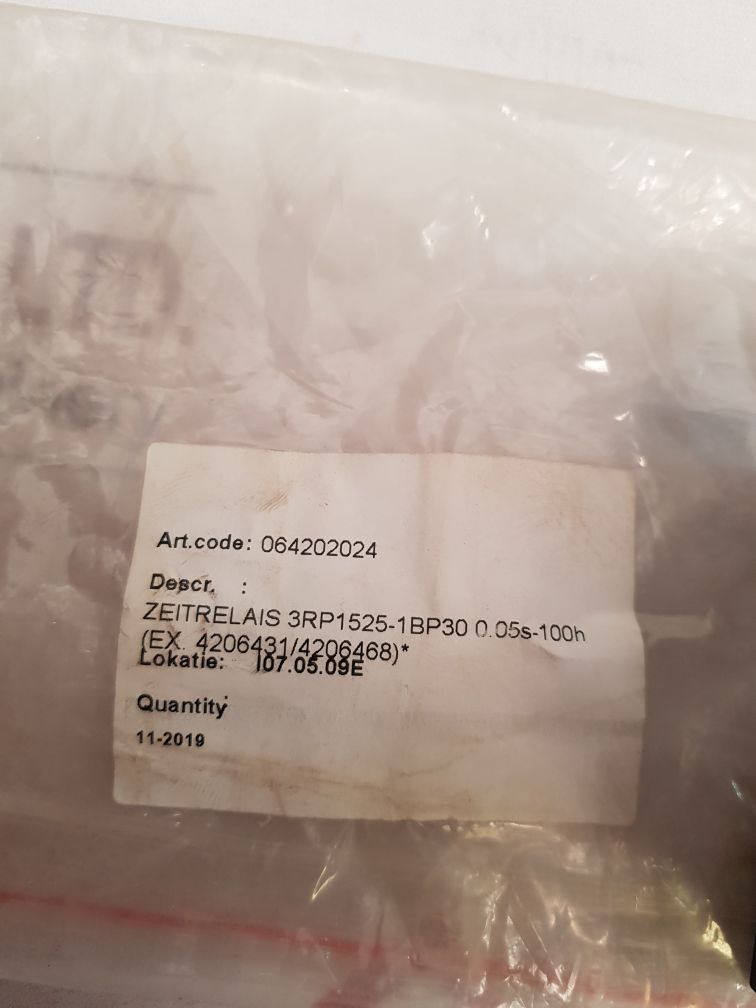 Art.code: 064202024
Descr. :
ZEITRELAIS 3RP1525-1BP30 0.05s-100h
(EX. 4206431/4206468)*
Lokatie: I07.05.09E
Quantity:
11-2019